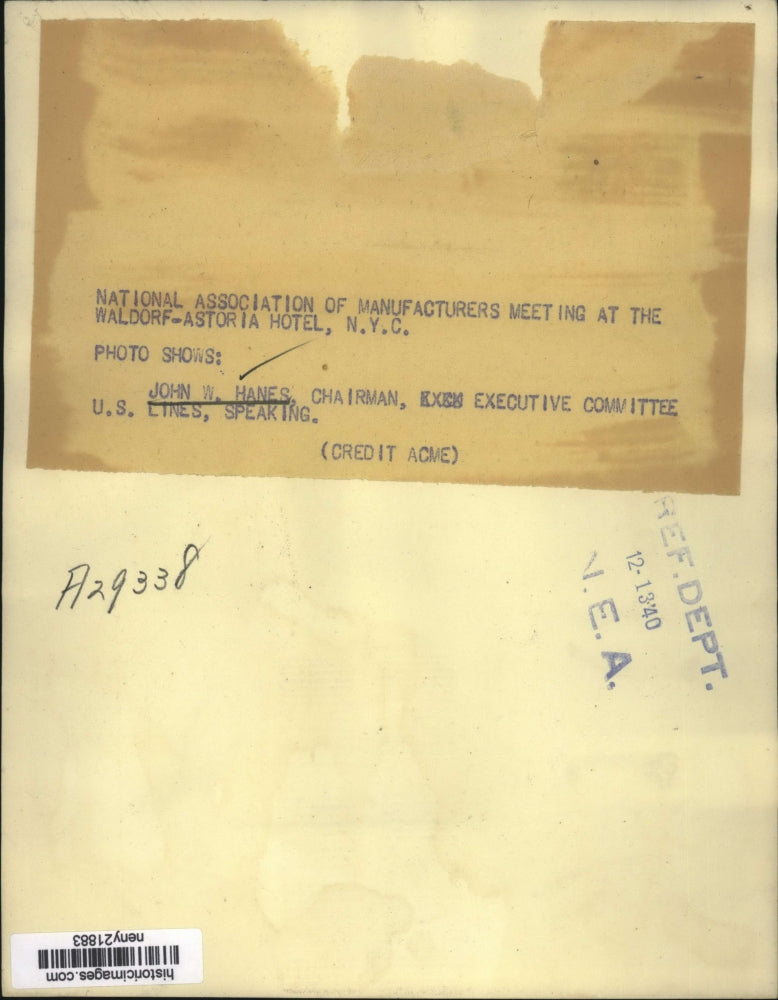 NATIONAL ASSOCIATION OF MANUFACTURERS MEETING AT THE
WALDORF-ASTORIA HOTEL, N.Y.C.
PHOTO SHOWS:
JOHN W. HANES, CHAIRMAN, EXEM EXECUTIVE COMMITTEE
U.S. LINES, SPEAKING.
(CREDIT ACME)
A29338
REF.DEPT.
12-13-40
N.E.A.
historicimages.com
neny21883